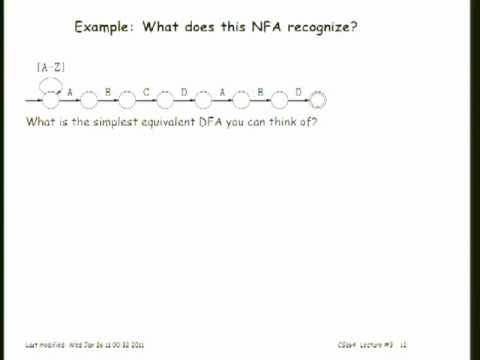 Example: What does this NFA recognize?
[A-Z]
A B C D A B D
What is the simplest equivalent DFA you can think of?
Last modified: Wed Jan 26 11:00:32 2011
CS164: Lecture #3 12